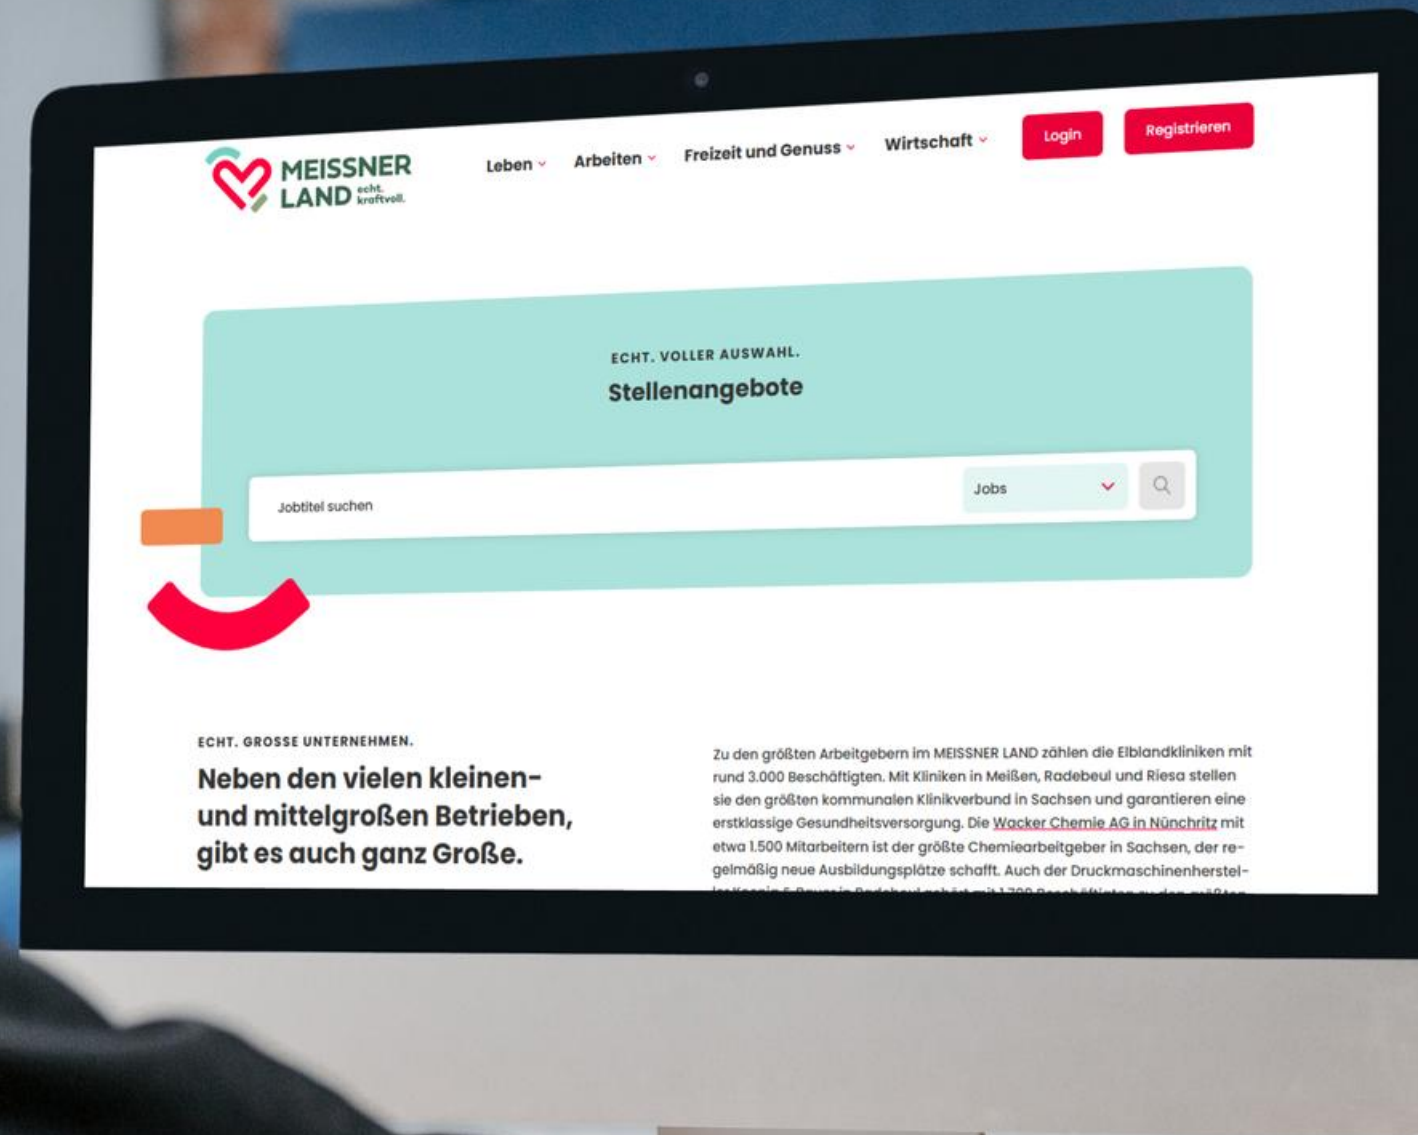 MEISSNER
LAND echt.
kraftvoll.
Leben
Arbeiten
Freizeit und Genuss
Wirtschaft
Login
Registrieren
ECHT. VOLLER AUSWAHL.
Stellenangebote
Jobtitel suchen
Jobs
ECHT. GROSSE UNTERNEHMEN.
Neben den vielen kleinen-
und mittelgroßen Betrieben,
gibt es auch ganz Große.
Zu den größten Arbeitgebern im MEISSNER LAND zählen die Elblandkliniken mit
rund 3.000 Beschäftigten. Mit Kliniken in Meißen, Radebeul und Riesa stellen
sie den größten kommunalen Klinikverbund in Sachsen und garantieren eine
erstklassige Gesundheitsversorgung. Die Wacker Chemie AG in Nünchritz mit
etwa 1.500 Mitarbeitern ist der größte Chemiearbeitgeber in Sachsen, der re-
gelmäßig neue Ausbildungsplätze schafft. Auch der Druckmaschinenherstel-